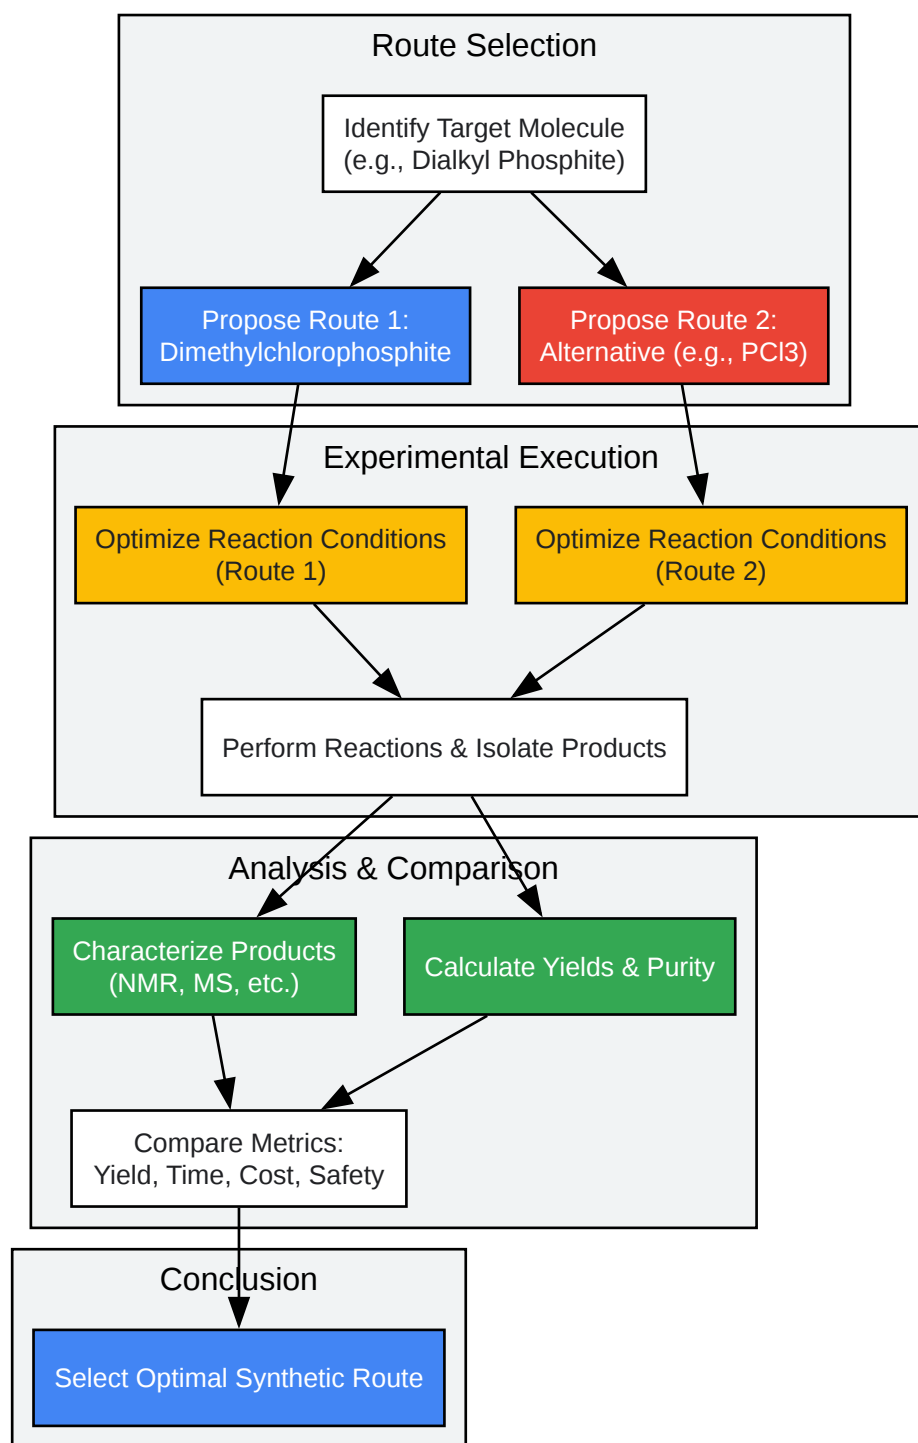 Route Selection
Identify Target Molecule
(e.g., Dialkyl Phosphite)
Propose Route 1:
Dimethylchlorophosphite
Propose Route 2:
Alternative (e.g., PCl3)
Experimental Execution
Optimize Reaction Conditions
(Route 1)
Optimize Reaction Conditions
(Route 2)
Perform Reactions & Isolate Products
Analysis & Comparison
Characterize Products
(NMR, MS, etc.)
Calculate Yields & Purity
Compare Metrics:
Yield, Time, Cost, Safety
Conclusion
Select Optimal Synthetic Route